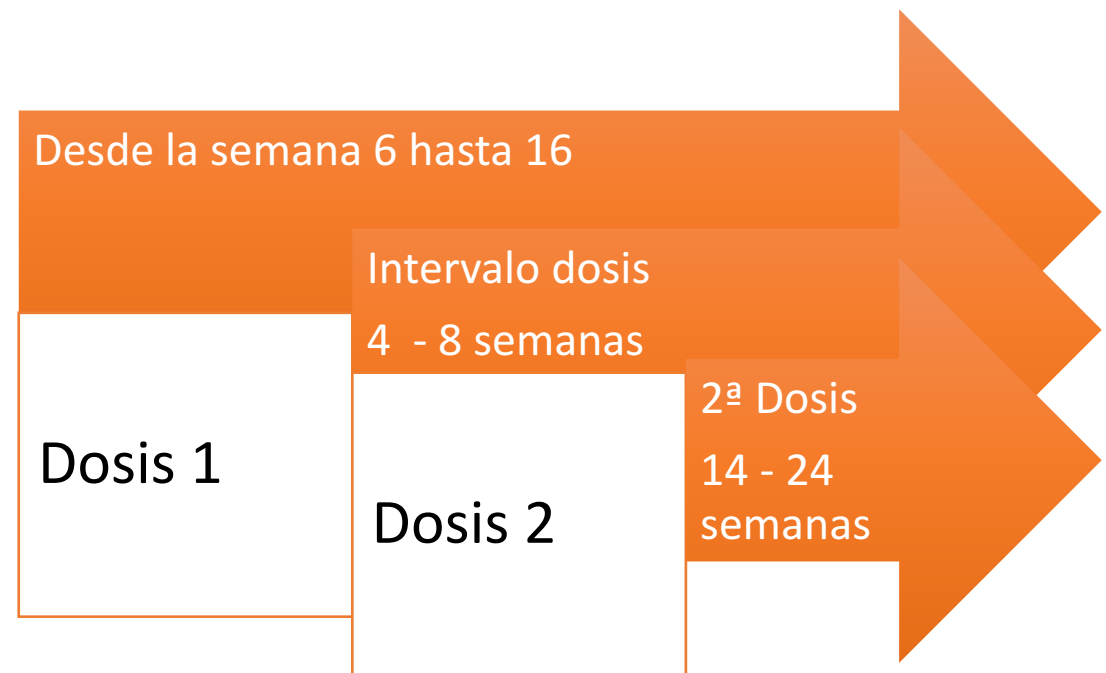 Desde la semana 6 hasta 16
Intervalo dosis
4 - 8 semanas
2ª Dosis
14 - 24
semanas
Dosis 1
Dosis 2